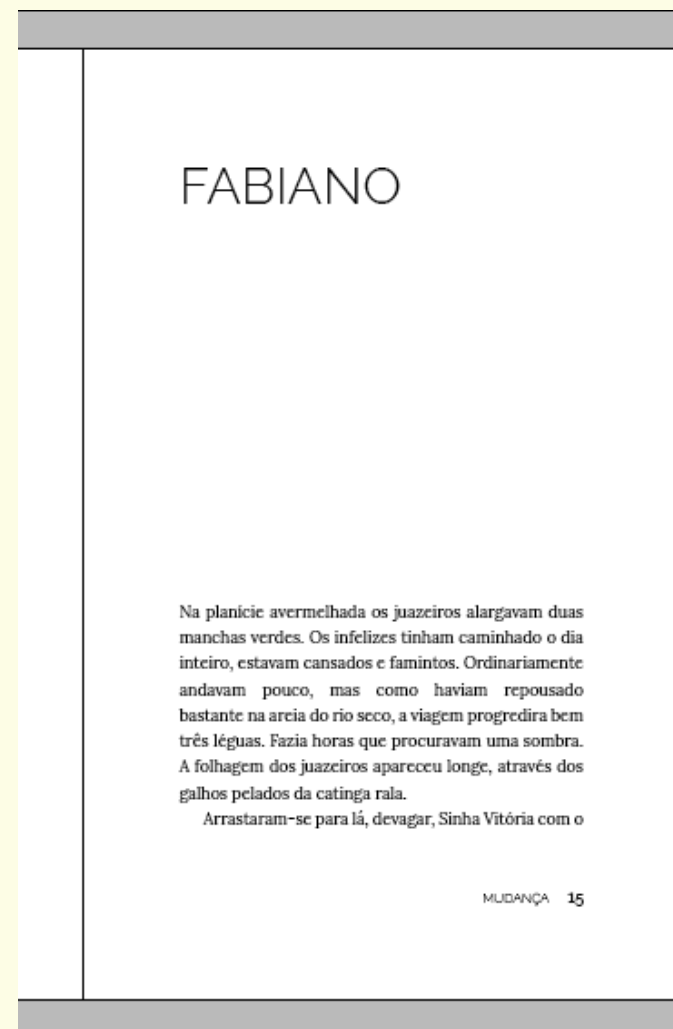 FABIANO
Na planície avermelhada os juazeiros alargavam duas
manchas verdes. Os infelizes tinham caminhado o dia
inteiro, estavam cansados e famintos. Ordinariamente
andavam pouco, mas como haviam repousado
bastante na areia do rio seco, a viagem progredira bem
três léguas. Fazia horas que procuravam uma sombra.
A folhagem dos juazeiros apareceu longe, através dos
galhos pelados da catinga rala.
Arrastaram-se para lá, devagar, Sinha Vitória com o
MUDANÇA 15